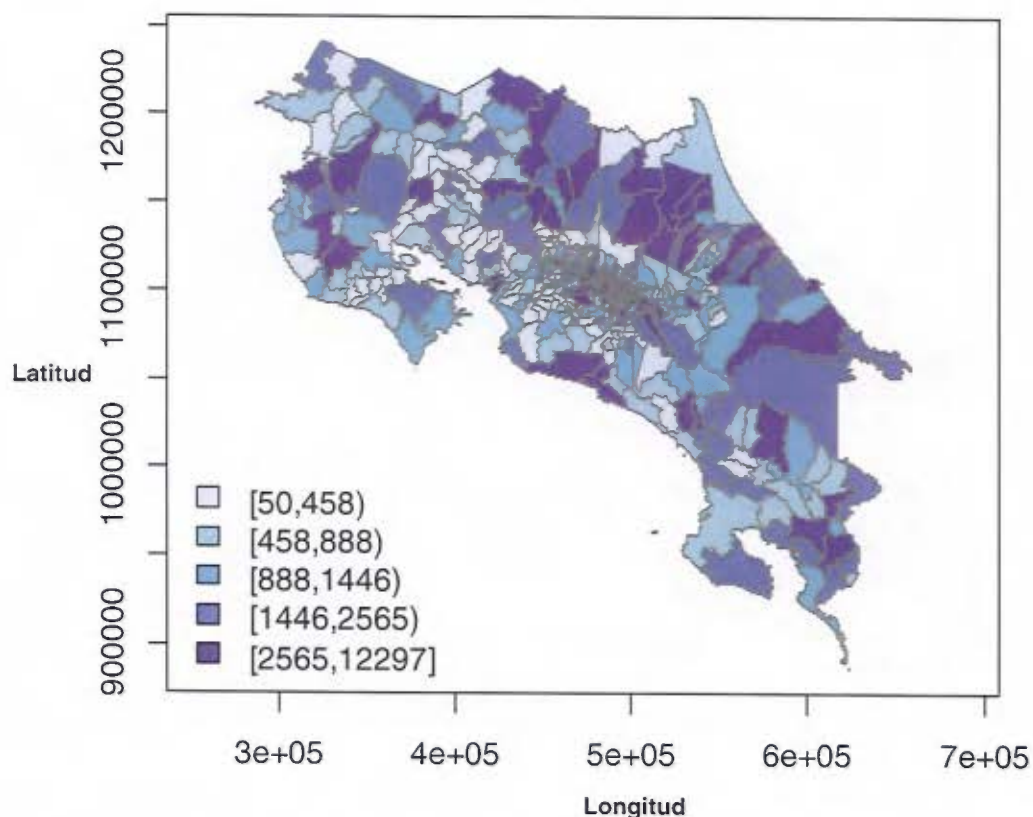 1200000
1100000
1000000
900000
Latitud
[50,458)
[458,888)
[888,1446)
[1446,2565)
[2565,12297]
3e+05
4e+05
5e+05
6e+05
7e+05
Longitud